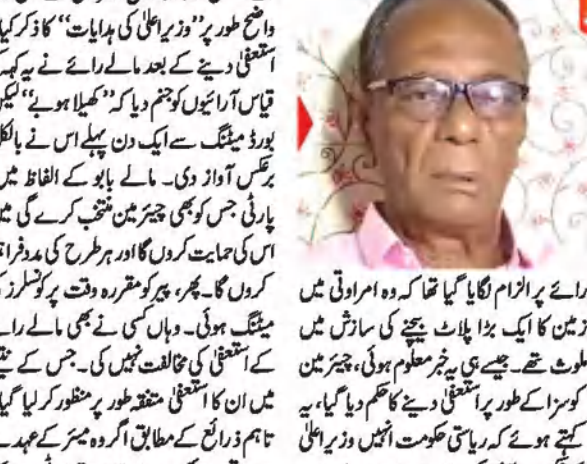 رائے پر الزام لگایا گیا تھا کہ وہ امراوتی میں
زمین کا ایک بڑا پلاٹ بیچنے کی سازش میں
ملوث تھے۔ جیسے ہی یہ خبر معلوم ہوئی، چیئرمین
کو سزا کے طور پر استعفیٰ دینے کا حکم دیا گیا، یہ
کہتے ہوئے کہ ریاستی حکومت انہیں وزیر اعلیٰ
واضح طور پر ’’وزیراعلیٰ کی ہدایات‘‘ کا ذکر کیا
استعفیٰ دینے کے بعد مالے رائے نے یہ کہہ
قیاس آرائیوں کو جنم دیا کہ ’’کھیلا ہوبے‘‘ لیکن
بورڈ میٹنگ سے ایک دن پہلے اس نے بالکل
برعکس آواز دی۔ مالے بابو کے الفاظ میں
پارٹی جس کو بھی چیئرمین منتخب کرے گی میں
اس کی حمایت کروں گا اور ہر طرح کی مدد فراہم
کروں گا۔ پھر، پیر کو مقررہ وقت پر کونسلرز
میٹنگ ہوئی۔ وہاں کسی نے بھی مالے رائے
کے استعفیٰ کی مخالفت نہیں کی۔ جس کے نتیجے
میں ان کا استعفیٰ متفقہ طور پر منظور کر لیا گیا
تاہم ذرائع کے مطابق اگر وہ میئر کے عہدے